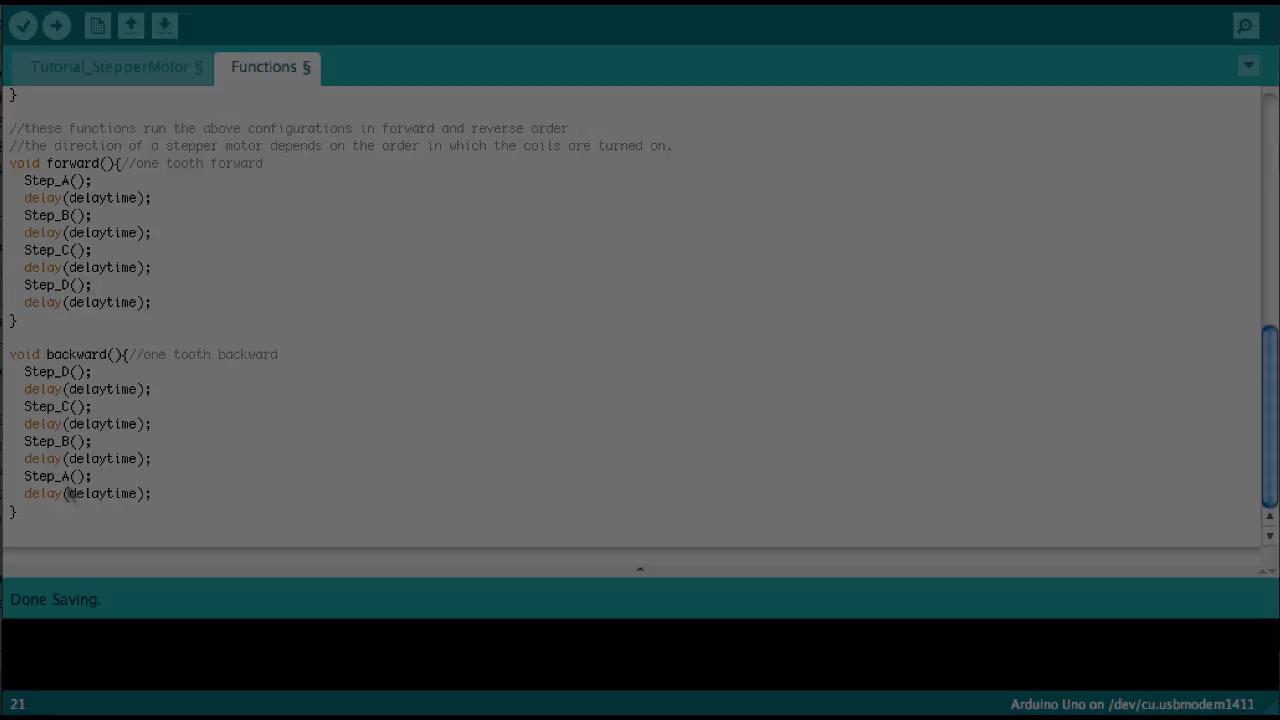 Tutorial_StepperMotor §
Functions §
}
//these functions run the above configurations in forward and reverse order
//the direction of a stepper motor depends on the order in which the coils are turned on.
void forward(){//one tooth forward
  Step_A();
  delay(delaytime);
  Step_B();
  delay(delaytime);
  Step_C();
  delay(delaytime);
  Step_D();
  delay(delaytime);
}
void backward(){//one tooth backward
  Step_D();
  delay(delaytime);
  Step_C();
  delay(delaytime);
  Step_B();
  delay(delaytime);
  Step_A();
  delay(delaytime);
}
Done Saving.
21
Arduino Uno on /dev/cu.usbmodem1411